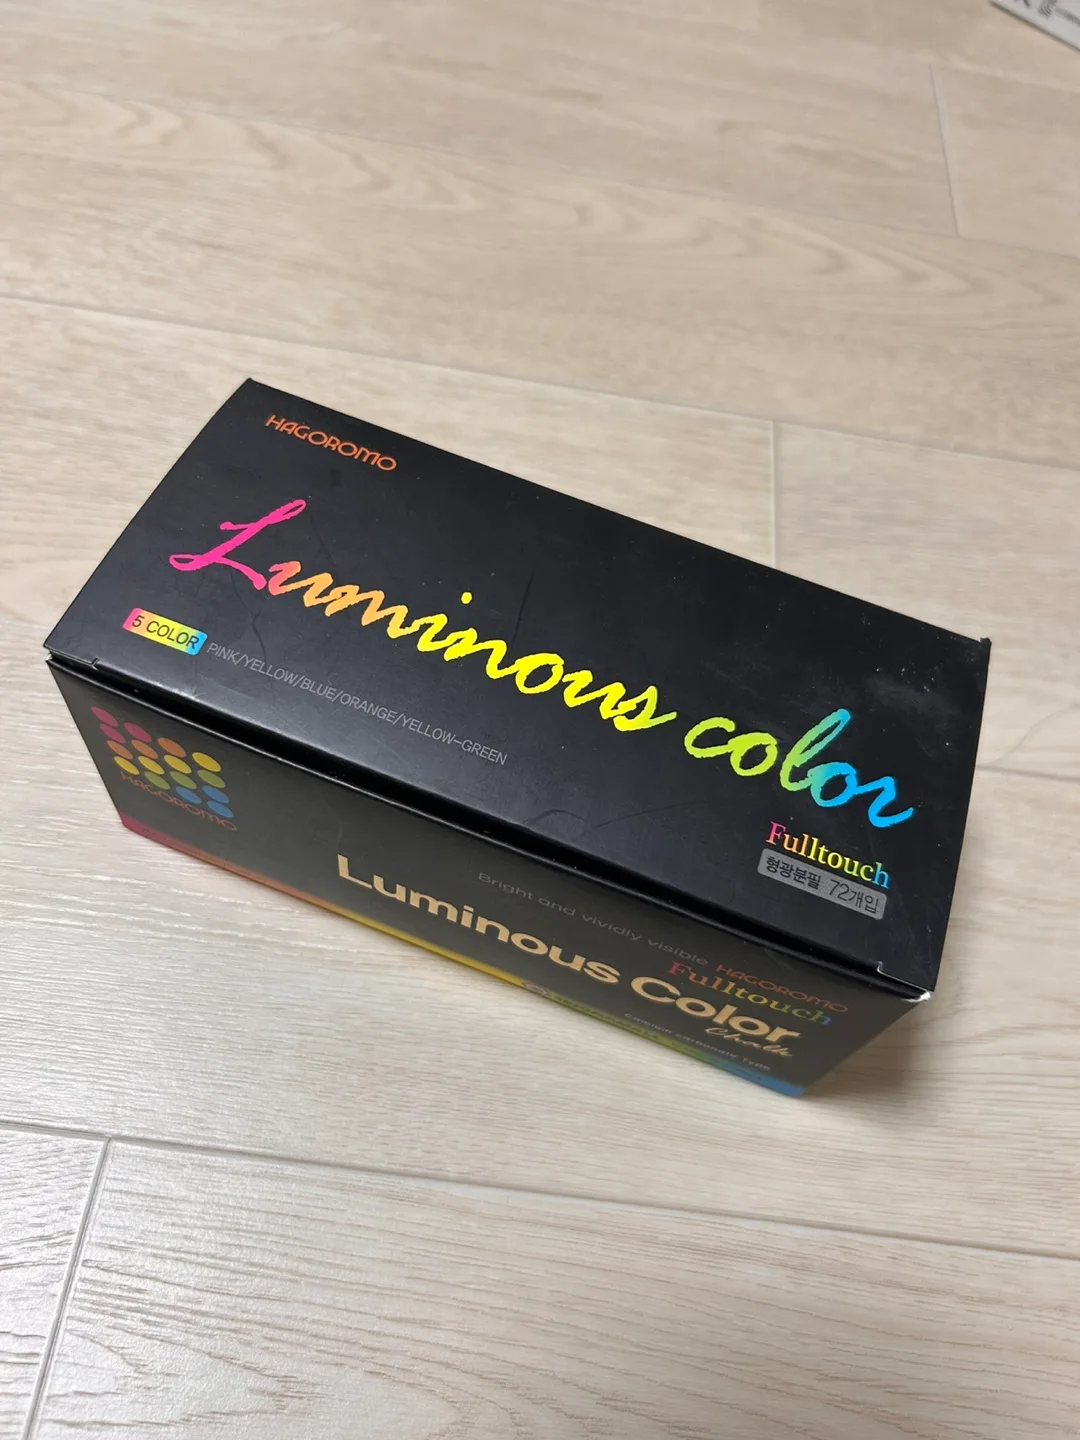 HAGOROMO
Luminous color
5 COLOR PINK/YELLOW/BLUE/ORANGE/YELLOW-GREEN
Fulltouch
형광분필 72개입
HAGOROMO
Bright and vividly visible HAGOROMO
Fulltouch
Luminous Color
Chalk